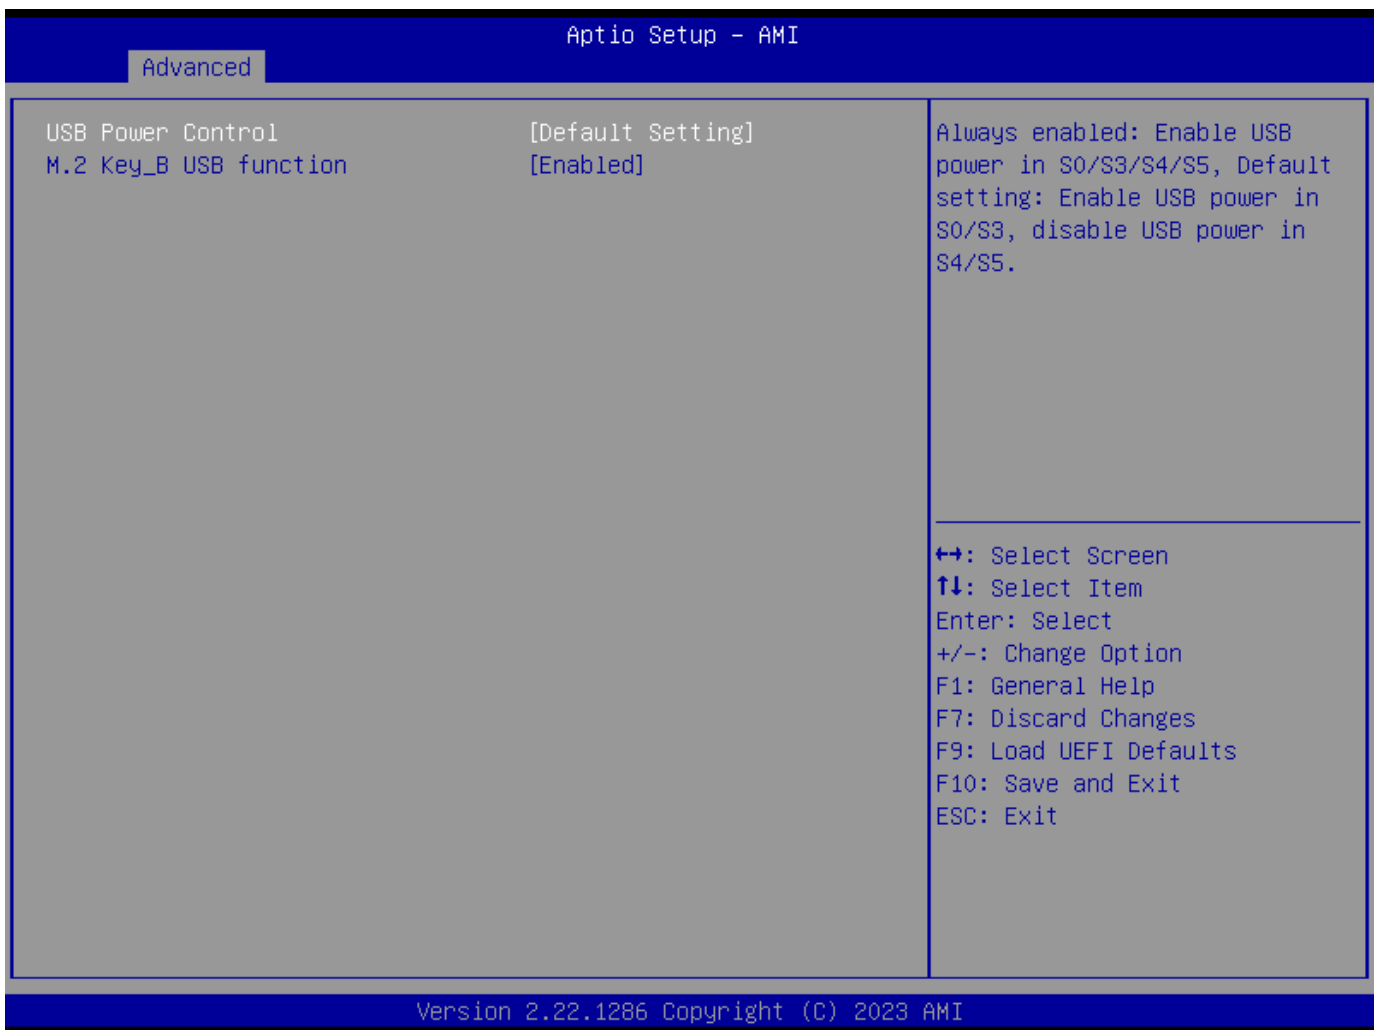 Aptio Setup – AMI
Advanced
USB Power Control [Default Setting]
M.2 Key_B USB function [Enabled]
Always enabled: Enable USB
power in S0/S3/S4/S5, Default
setting: Enable USB power in
S0/S3, disable USB power in
S4/S5.
↔: Select Screen
↑↓: Select Item
Enter: Select
+/-: Change Option
F1: General Help
F7: Discard Changes
F9: Load UEFI Defaults
F10: Save and Exit
ESC: Exit
Version 2.22.1286 Copyright (C) 2023 AMI